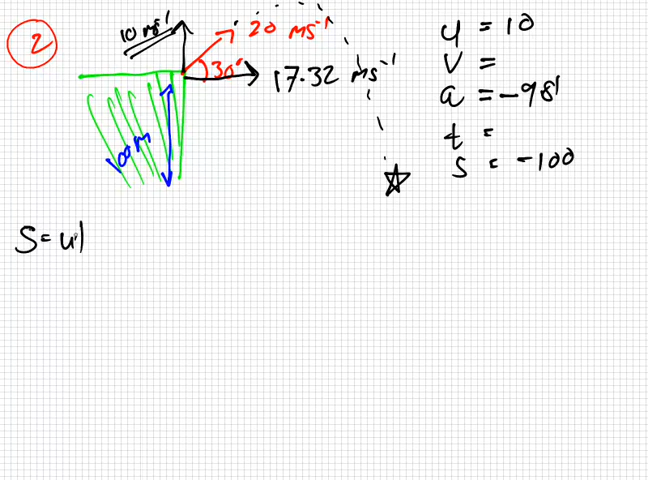 2
10 ms⁻¹
20 ms⁻¹
30°
17.32 ms⁻¹
100m
u = 10
v =
a = -9.81
t =
s = -100
S = ut